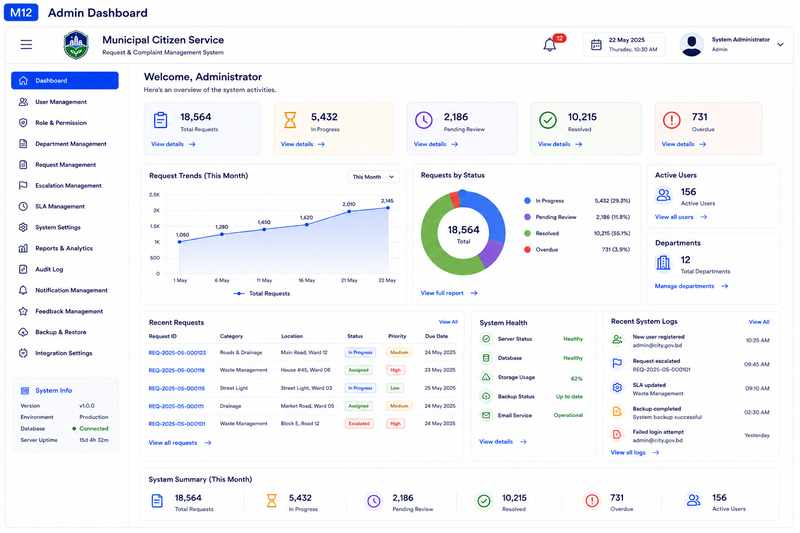 M12 Admin Dashboard
Municipal Citizen Service
Request & Complaint Management System
12
22 May 2025
Thursday, 10:30 AM
System Administrator
Admin
Dashboard
User Management
Role & Permission
Department Management
Request Management
Escalation Management
SLA Management
System Settings
Reports & Analytics
Audit Log
Notification Management
Feedback Management
Backup & Restore
Integration Settings
System Info
Version v1.0.0
Environment Production
Database Connected
Server Uptime 15d 4h 32m
Welcome, Administrator
Here's an overview of the system activities.
18,564
Total Requests
View details
5,432
In Progress
View details
2,186
Pending Review
View details
10,215
Resolved
View details
731
Overdue
View details
Request Trends (This Month)
This Month
2.5K
2K
1.5K
1K
500
0
1,050
1,280
1,450
1,620
2,010
2,145
1 May
6 May
11 May
16 May
21 May
22 May
Total Requests
Requests by Status
18,564
Total
In Progress 5,432 (29.3%)
Pending Review 2,186 (11.8%)
Resolved 10,215 (55.1%)
Overdue 731 (3.9%)
View full report
Active Users
156
Active Users
View all users
Departments
12
Total Departments
Manage departments
Recent Requests View All
Request ID Category Location Status Priority Due Date
REQ-2025-05-000123 Roads & Drainage Main Road, Ward 12 In Progress Medium 24 May 2025
REQ-2025-05-000118 Waste Management House #45, Ward 06 Assigned High 23 May 2025
REQ-2025-05-000115 Street Light Street Light, Ward 03 In Progress Low 25 May 2025
REQ-2025-05-000111 Drainage Market Road, Ward 05 Assigned Medium 24 May 2025
REQ-2025-05-000101 Waste Management Block E, Road 12 Escalated High 22 May 2025
View all requests
System Health
Server Status Healthy
Database Healthy
Storage Usage 62%
Backup Status Up to date
Email Service Operational
View details
Recent System Logs View All
New user registered
admin@city.gov.bd
10:25 AM
Request escalated
REQ-2025-05-000101
09:45 AM
SLA updated
Waste Management
09:10 AM
Backup completed
System backup successful
02:30 AM
Failed login attempt
admin@city.gov.bd
Yesterday
View all logs
System Summary (This Month)
18,564
Total Requests
5,432
In Progress
2,186
Pending Review
10,215
Resolved
731
Overdue
156
Active Users